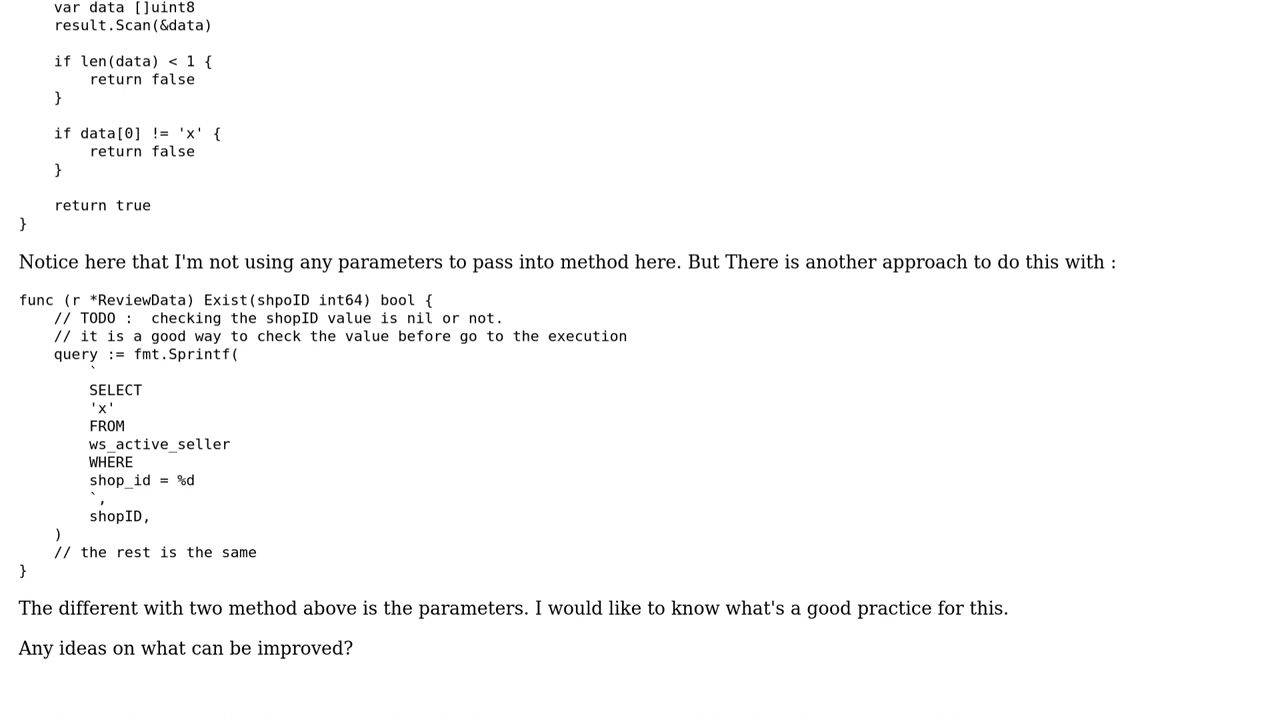 var data []uint8
    result.Scan(&data)

    if len(data) < 1 {
        return false
    }

    if data[0] != 'x' {
        return false
    }

    return true
}
Notice here that I'm not using any parameters to pass into method here. But There is another approach to do this with :
func (r *ReviewData) Exist(shpoID int64) bool {
    // TODO :  checking the shopID value is nil or not.
    // it is a good way to check the value before go to the execution
    query := fmt.Sprintf(
        `
        SELECT
        'x'
        FROM
        ws_active_seller
        WHERE
        shop_id = %d
        `,
        shopID,
    )
    // the rest is the same
}
The different with two method above is the parameters. I would like to know what's a good practice for this.
Any ideas on what can be improved?